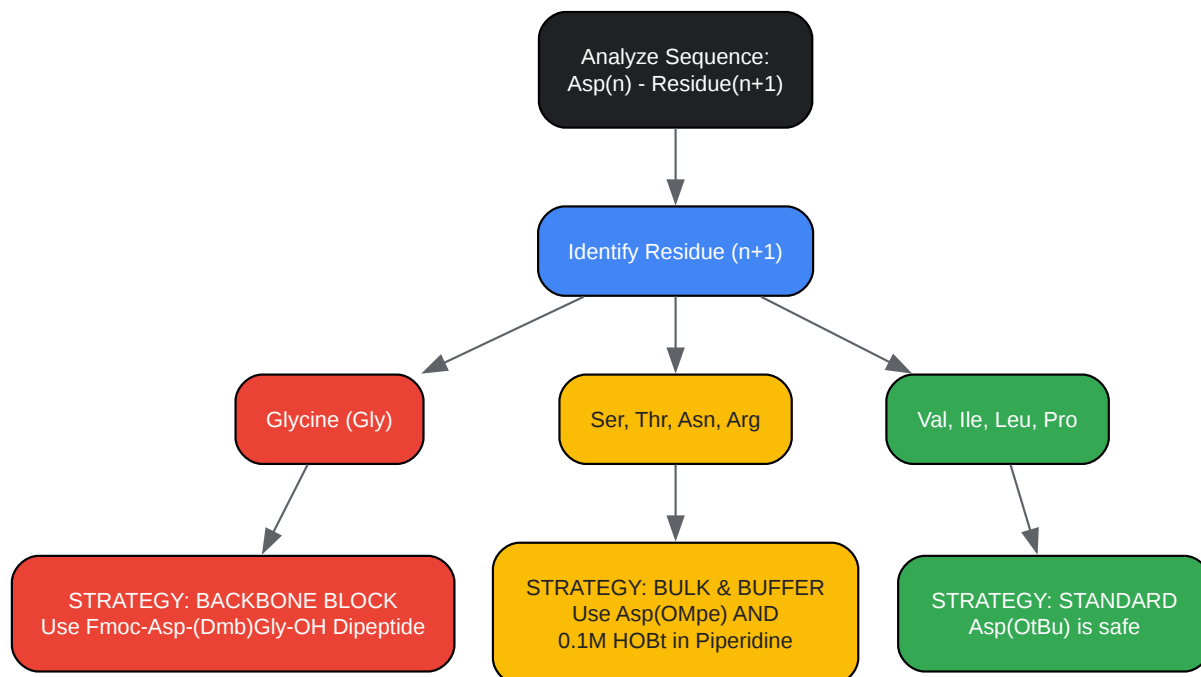 Analyze Sequence:
Asp(n) - Residue(n+1)
Identify Residue (n+1)
Glycine (Gly)
Ser, Thr, Asn, Arg
Val, Ile, Leu, Pro
STRATEGY: BACKBONE BLOCK
Use Fmoc-Asp-(Dmb)Gly-OH Dipeptide
STRATEGY: BULK & BUFFER
Use Asp(OMpe) AND
0.1M HOBt in Piperidine
STRATEGY: STANDARD
Asp(OtBu) is safe